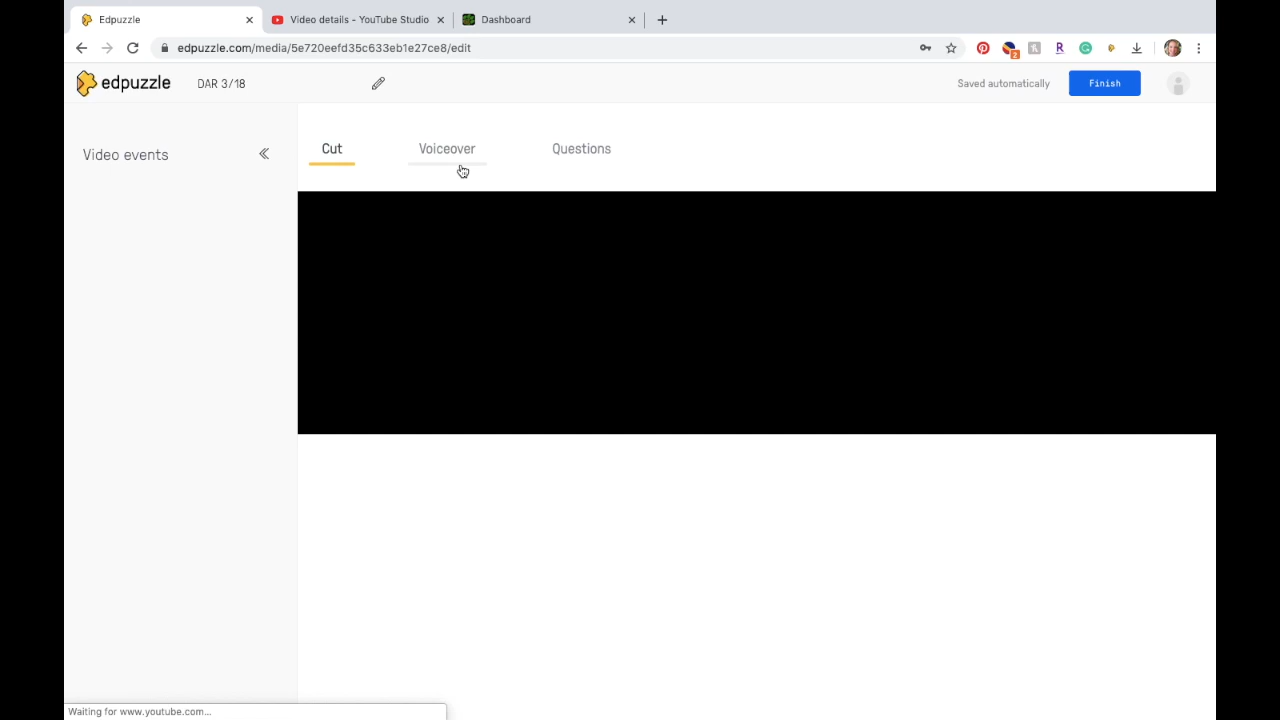 Edpuzzle
Video details - YouTube Studio
Dashboard
edpuzzle.com/media/5e720eefd35c633eb1e27ce8/edit
2
edpuzzle
DAR 3/18
Saved automatically
Finish
Video events
Cut
Voiceover
Questions
Waiting for www.youtube.com...